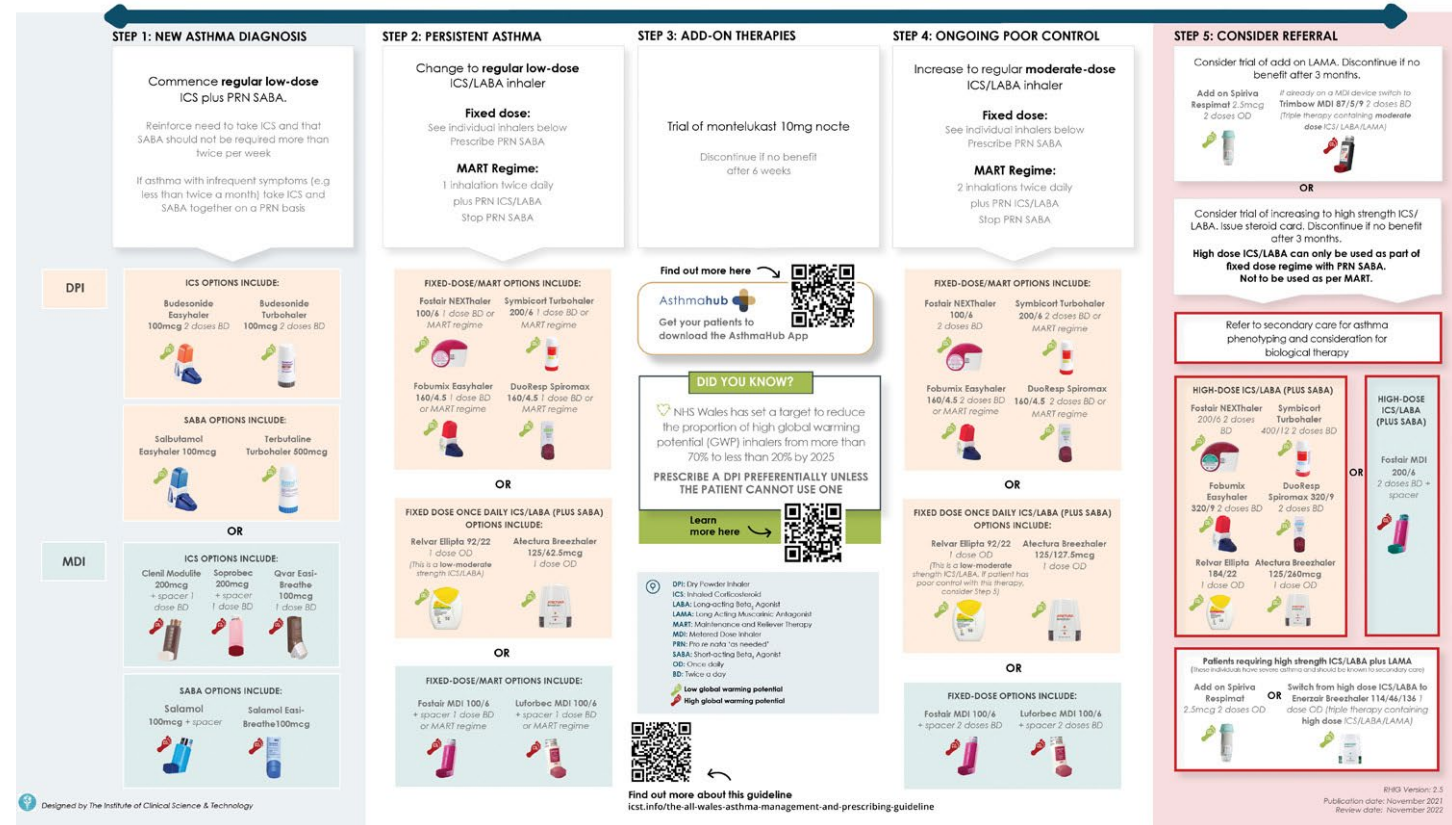 STEP 1: NEW ASTHMA DIAGNOSIS
Commence regular low-dose
ICS plus PRN SABA.
Reinforce need to take ICS and that
SABA should not be required more than
twice per week
If asthma with infrequent symptoms (e.g
less than twice a month) take ICS and
SABA together on a PRN basis
DPI
ICS OPTIONS INCLUDE:
Budesonide
Easyhaler
100mcg 2 doses BD
Budesonide
Turbohaler
100mcg 2 doses BD
SABA OPTIONS INCLUDE:
Salbutamol
Easyhaler 100mcg
Terbutaline
Turbohaler 500mcg
OR
MDI
ICS OPTIONS INCLUDE:
Clenil Modulite
200mcg
+ spacer 1
dose BD
Soprobec
200mcg
+ spacer
1 dose BD
Qvar Easi-
Breathe
100mcg
1 dose BD
SABA OPTIONS INCLUDE:
Salamol
100mcg + spacer
Salamol Easi-
Breathe100mcg
Designed by The Institute of Clinical Science & Technology
STEP 2: PERSISTENT ASTHMA
Change to regular low-dose
ICS/LABA inhaler
Fixed dose:
See individual inhalers below
Prescribe PRN SABA
MART Regime:
1 inhalation twice daily
plus PRN ICS/LABA
Stop PRN SABA
FIXED-DOSE/MART OPTIONS INCLUDE:
Fostair NEXThaler
100/6 1 dose BD or
MART regime
Symbicort Turbohaler
200/6 1 dose BD or
MART regime
Fobumix Easyhaler
160/4.5 1 dose BD
or MART regime
DuoResp Spiromax
160/4.5 1 dose BD or
MART regime
OR
FIXED DOSE ONCE DAILY ICS/LABA (PLUS SABA)
OPTIONS INCLUDE:
Relvar Ellipta 92/22
1 dose OD
(This is a low-moderate
strength ICS/LABA)
Atectura Breezhaler
125/62.5mcg
1 dose OD
OR
FIXED-DOSE/MART OPTIONS INCLUDE:
Fostair MDI 100/6
+ spacer 1 dose BD
or MART regime
Luforbec MDI 100/6
+ spacer 1 dose BD
or MART regime
STEP 3: ADD-ON THERAPIES
Trial of montelukast 10mg nocte
Discontinue if no benefit
after 6 weeks
Find out more here
Asthmahub
Get your patients to
download the AsthmaHub App
DID YOU KNOW?
NHS Wales has set a target to reduce
the proportion of high global warming
potential (GWP) inhalers from more than
70% to less than 20% by 2025
PRESCRIBE A DPI PREFERENTIALLY UNLESS
THE PATIENT CANNOT USE ONE
Learn
more here
DPI: Dry Powder Inhaler
ICS: Inhaled Corticosteroid
LABA: Long-acting Beta₂ Agonist
LAMA: Long Acting Muscarinic Antagonist
MART: Maintenance and Reliever Therapy
MDI: Metered Dose Inhaler
PRN: Pro re nata 'as needed'
SABA: Short-acting Beta₂ Agonist
OD: Once daily
BD: Twice a day
Low global warming potential
High global warming potential
Find out more about this guideline
icst.info/the-all-wales-asthma-management-and-prescribing-guideline
STEP 4: ONGOING POOR CONTROL
Increase to regular moderate-dose
ICS/LABA inhaler
Fixed dose:
See individual inhalers below
Prescribe PRN SABA
MART Regime:
2 inhalations twice daily
plus PRN ICS/LABA
Stop PRN SABA
FIXED-DOSE/MART OPTIONS INCLUDE:
Fostair NEXThaler
100/6
2 doses BD
Symbicort Turbohaler
200/6 2 doses BD or
MART regime
Fobumix Easyhaler
160/4.5 2 doses BD
or MART regime
DuoResp Spiromax
160/4.5 2 doses BD or
MART regime
OR
FIXED DOSE ONCE DAILY ICS/LABA (PLUS SABA)
OPTIONS INCLUDE:
Relvar Ellipta 92/22
1 dose OD
(This is a low-moderate
strength ICS/LABA. If patient has
poor control with this therapy,
consider Step 5)
Atectura Breezhaler
125/127.5mcg
1 dose OD
OR
FIXED-DOSE OPTIONS INCLUDE:
Fostair MDI 100/6
+ spacer 2 doses BD
Luforbec MDI 100/6
+ spacer 2 doses BD
STEP 5: CONSIDER REFERRAL
Consider trial of add on LAMA. Discontinue if no
benefit after 3 months.
Add on Spiriva
Respimat 2.5mcg
2 doses OD
If already on a MDI device switch to
Trimbow MDI 87/5/9 2 doses BD
(Triple therapy containing moderate
dose ICS/ LABA/LAMA)
OR
Consider trial of increasing to high strength ICS/
LABA. Issue steroid card. Discontinue if no benefit
after 3 months.
High dose ICS/LABA can only be used as part of
fixed dose regime with PRN SABA.
Not to be used as per MART.
Refer to secondary care for asthma
phenotyping and consideration for
biological therapy
HIGH-DOSE ICS/LABA (PLUS SABA)
Fostair NEXThaler
200/6 2 doses
BD
Symbicort
Turbohaler
400/12 2 doses BD
Fobumix
Easyhaler
320/9 2 doses BD
DuoResp
Spiromax 320/9
2 doses BD
Relvar Ellipta
184/22
1 dose OD
Atectura Breezhaler
125/260mcg
1 dose OD
OR
HIGH-DOSE
ICS/LABA
(PLUS SABA)
Fostair MDI
200/6
2 doses BD +
spacer
Patients requiring high strength ICS/LABA plus LAMA
(These individuals have severe asthma and should be known to secondary care)
Add on Spiriva
Respimat
2.5mcg 2 doses OD
OR
Switch from high dose ICS/LABA to
Enerzair Breezhaler 114/46/136 1
dose OD (triple therapy containing
high dose ICS/LABA/LAMA)
RHIG Version: 2.5
Publication date: November 2021
Review date: November 2022